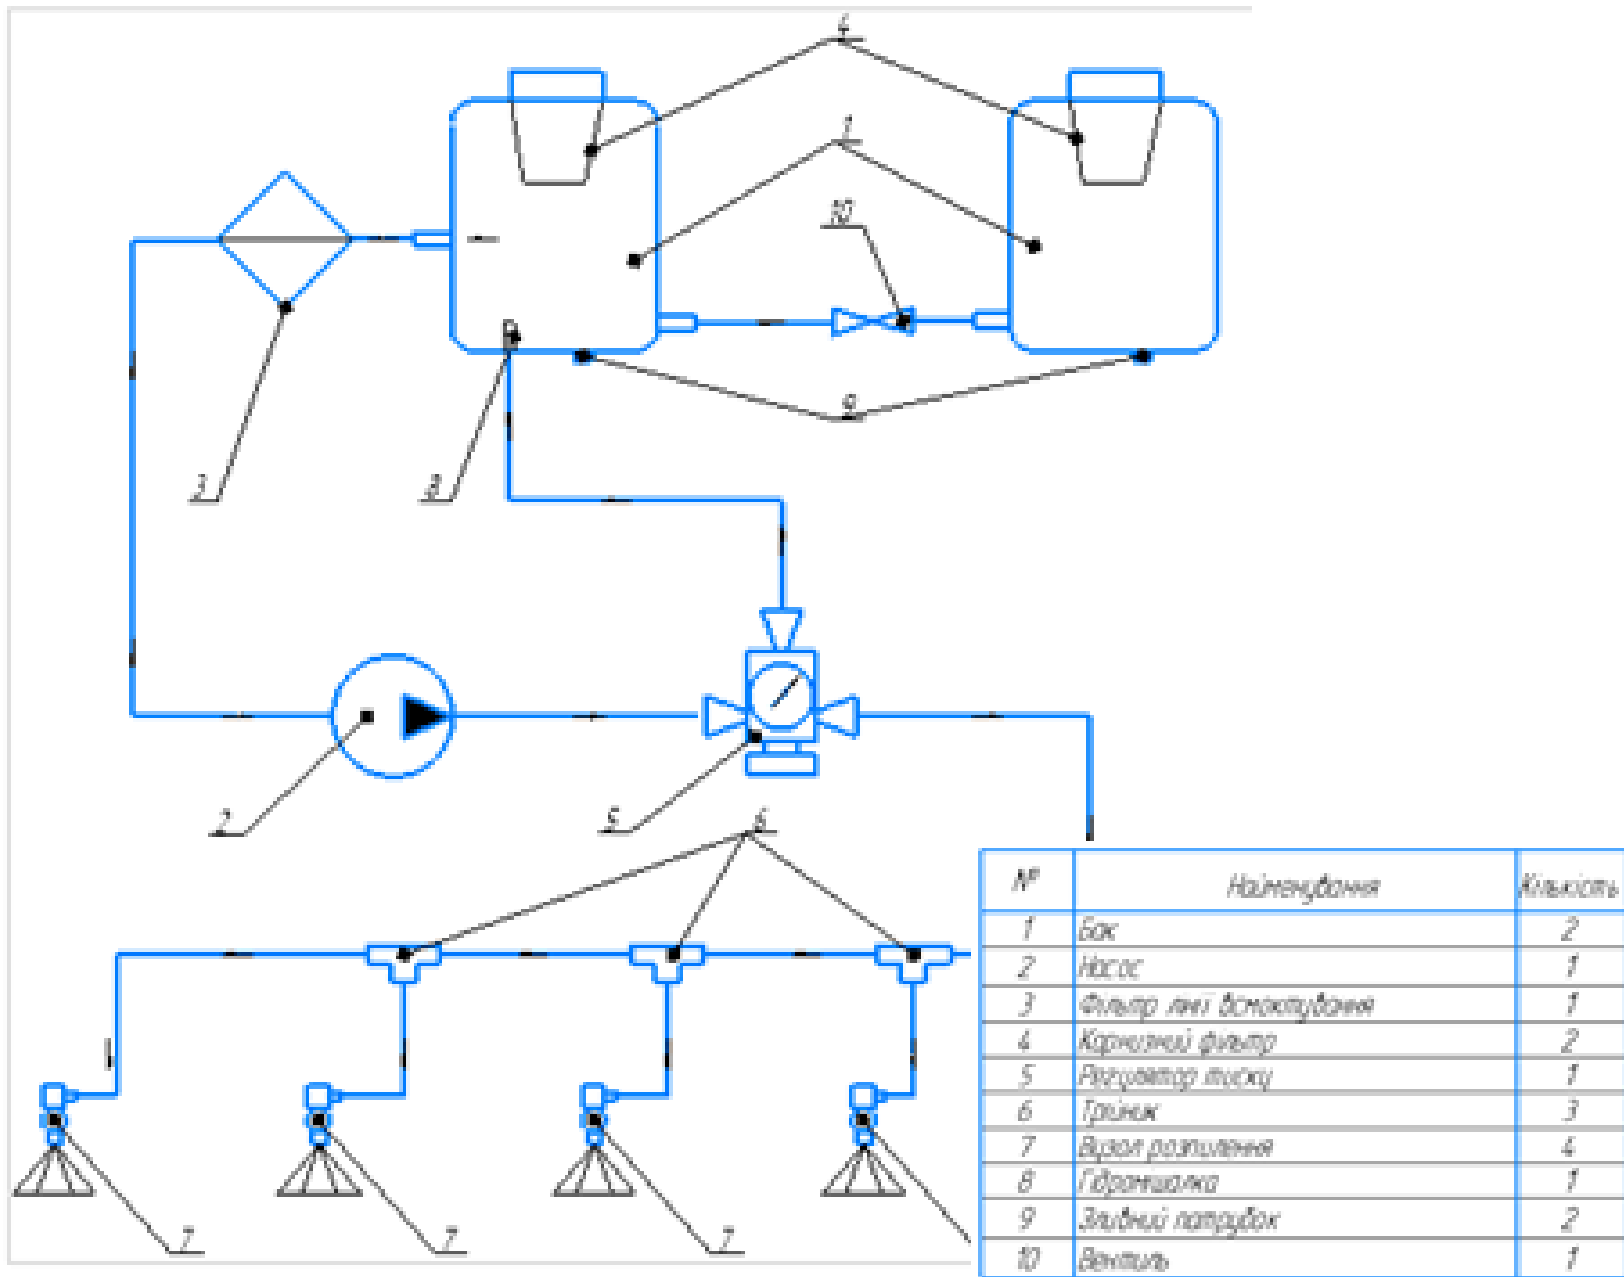 4
1
10
9
3
8
2
5
6
7
7
7
№ Найменування Кількість
1 Бак 2
2 Насос 1
3 Фільтр лінії всмоктування 1
4 Корзинний фільтр 2
5 Регулятор тиску 1
6 Трійник 3
7 Вузол розпилення 4
8 Гідромішалка 1
9 Зливний патрубок 2
10 Вентиль 1